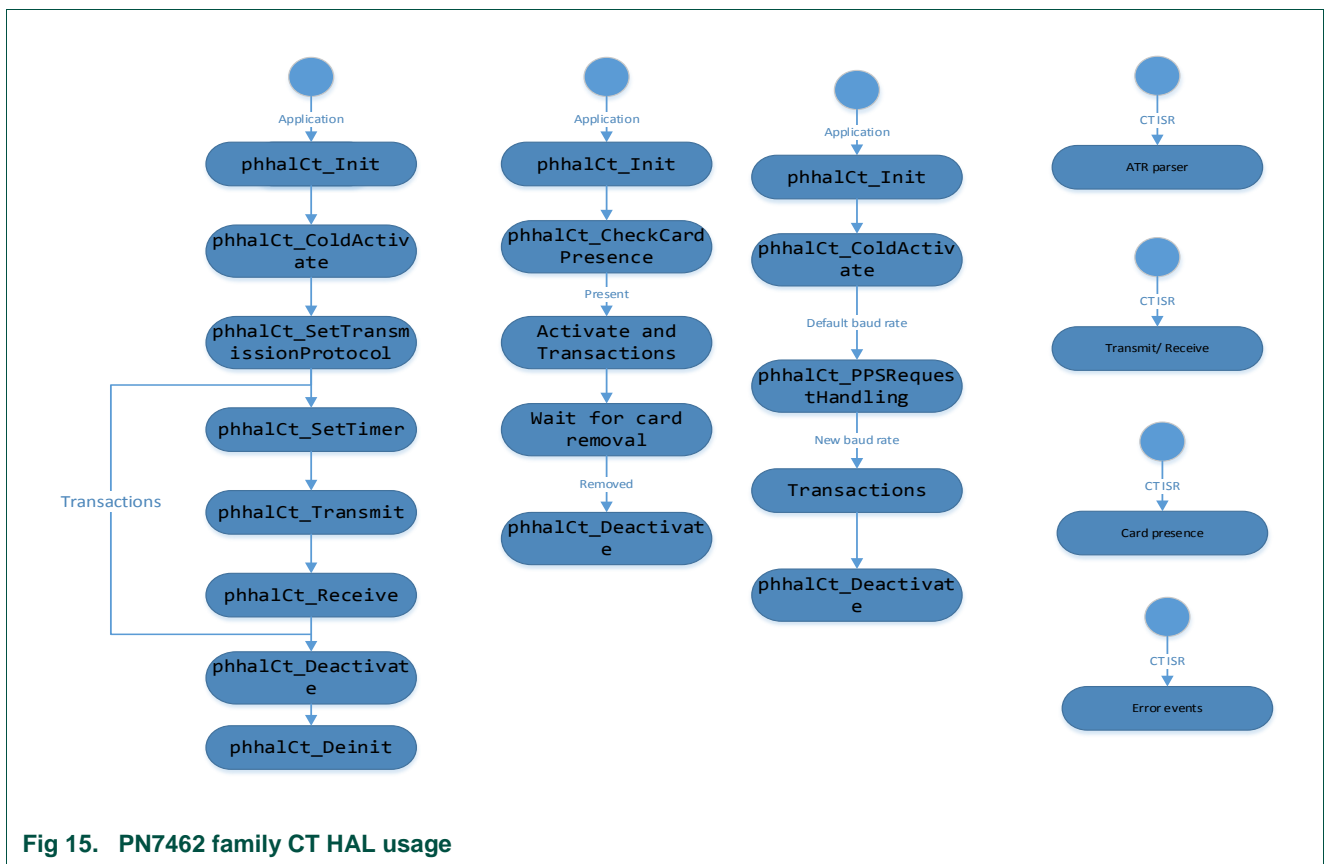 Application
phhalCt_Init
phhalCt_ColdActiv
ate
phhalCt_SetTransm
issionProtocol
phhalCt_SetTimer
Transactions
phhalCt_Transmit
phhalCt_Receive
phhalCt_Deactivat
e
phhalCt_Deinit
Application
phhalCt_Init
phhalCt_CheckCard
Presence
Present
Activate and
Transactions
Wait for card
removal
Removed
phhalCt_Deactivat
e
Application
phhalCt_Init
phhalCt_ColdActiv
ate
Default baud rate
phhalCt_PPSReques
tHandling
New baud rate
Transactions
phhalCt_Deactivat
e
CT ISR
ATR parser
CT ISR
Transmit/ Receive
CT ISR
Card presence
CT ISR
Error events
Fig 15. PN7462 family CT HAL usage